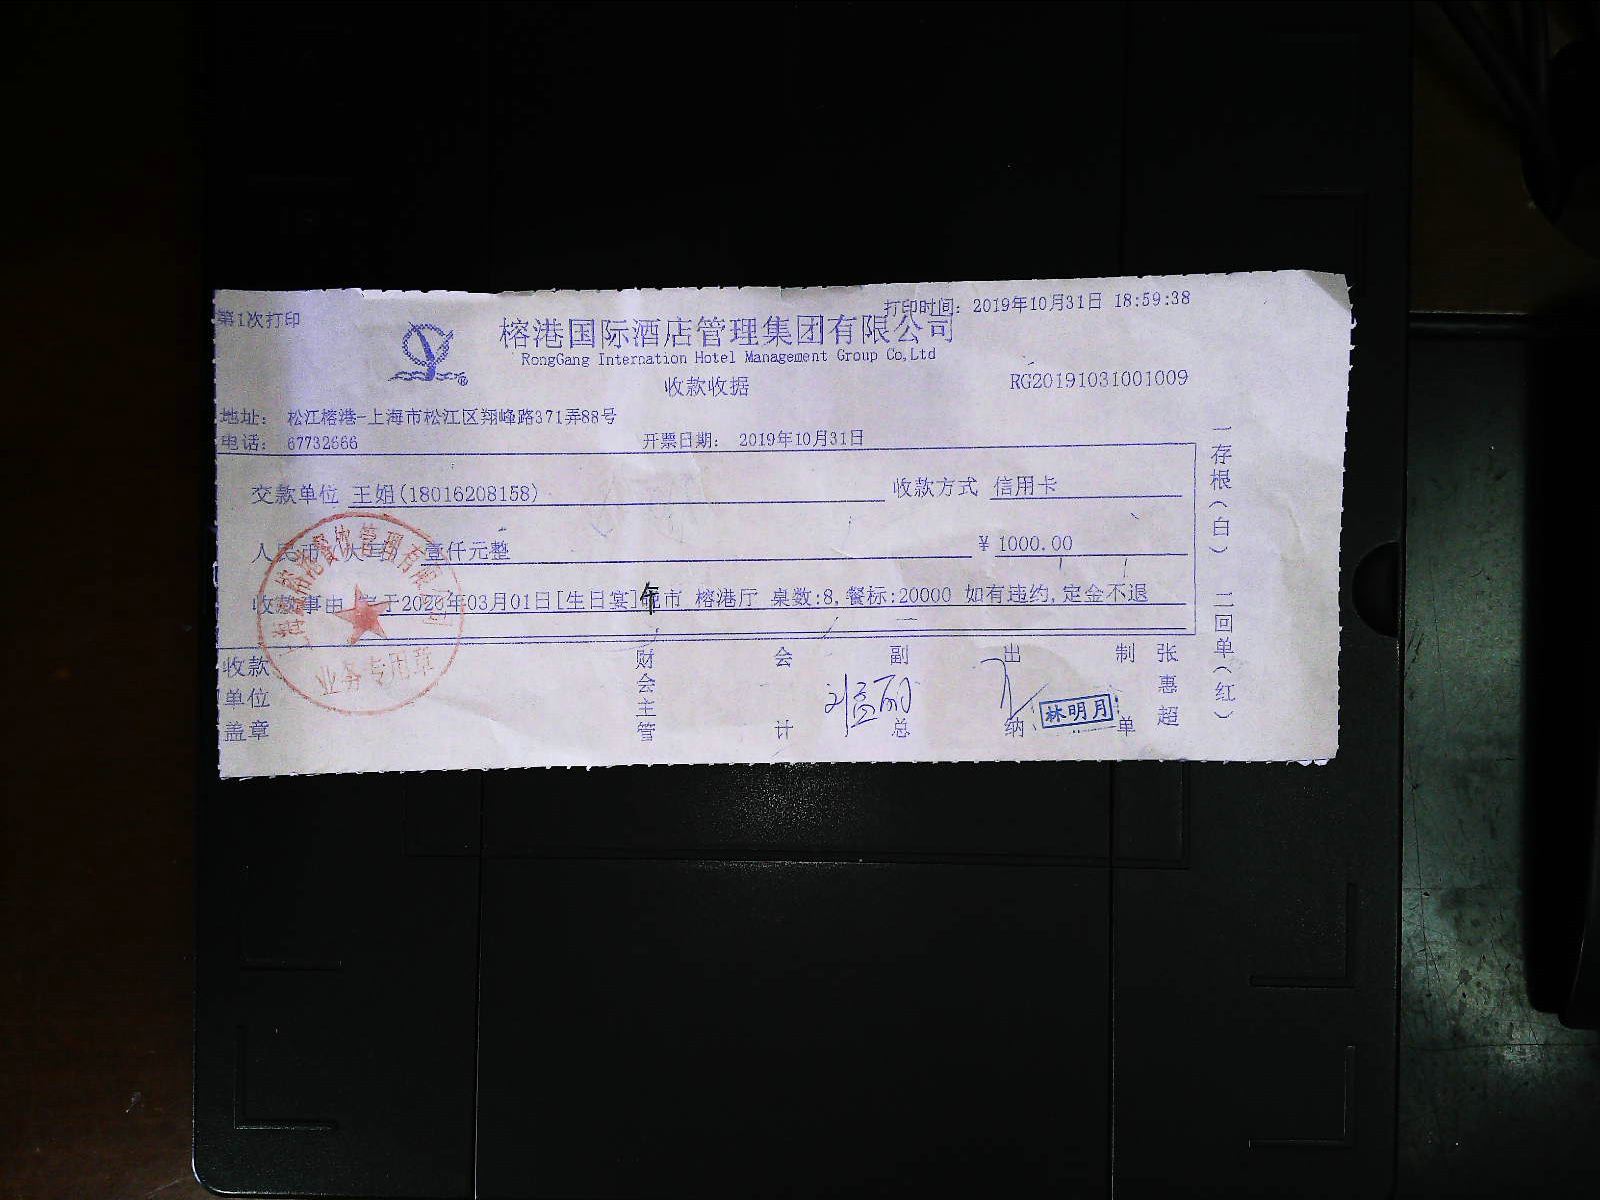 第1次打印
打印时间: 2019年10月31日 18:59:38
榕港国际酒店管理集团有限公司
RongGang Internation Hotel Management Group Co,Ltd
收款收据
RG20191031001009
地址: 松江榕港-上海市松江区翔峰路371弄88号
电话: 67732666
开票日期: 2019年10月31日
交款单位 王娟(18016208158)
收款方式 信用卡
人民币(大写) 壹仟元整
¥ 1000.00
收款事由 定于2020年03月01日[生日宴] 市 榕港厅 桌数:8,餐标:20000 如有违约,定金不退
收款单位盖章
财会主管
会计
副总
出纳
林明月
制单
张惠超
一存根(白)
二回单(红)
业务专用章